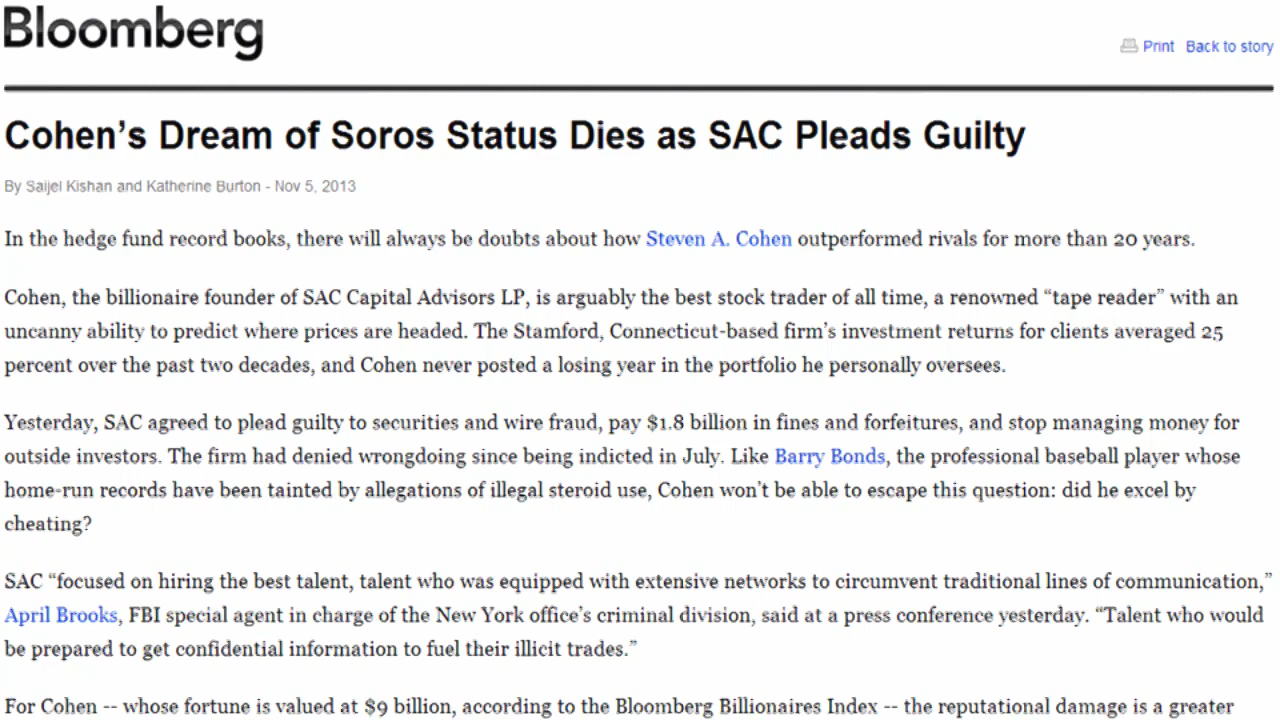 Bloomberg
Print Back to story
Cohen’s Dream of Soros Status Dies as SAC Pleads Guilty
By Saijel Kishan and Katherine Burton - Nov 5, 2013
In the hedge fund record books, there will always be doubts about how Steven A. Cohen outperformed rivals for more than 20 years.
Cohen, the billionaire founder of SAC Capital Advisors LP, is arguably the best stock trader of all time, a renowned “tape reader” with an
uncanny ability to predict where prices are headed. The Stamford, Connecticut-based firm’s investment returns for clients averaged 25
percent over the past two decades, and Cohen never posted a losing year in the portfolio he personally oversees.
Yesterday, SAC agreed to plead guilty to securities and wire fraud, pay $1.8 billion in fines and forfeitures, and stop managing money for
outside investors. The firm had denied wrongdoing since being indicted in July. Like Barry Bonds, the professional baseball player whose
home-run records have been tainted by allegations of illegal steroid use, Cohen won’t be able to escape this question: did he excel by
cheating?
SAC “focused on hiring the best talent, talent who was equipped with extensive networks to circumvent traditional lines of communication,”
April Brooks, FBI special agent in charge of the New York office’s criminal division, said at a press conference yesterday. “Talent who would
be prepared to get confidential information to fuel their illicit trades.”
For Cohen -- whose fortune is valued at $9 billion, according to the Bloomberg Billionaires Index -- the reputational damage is a greater